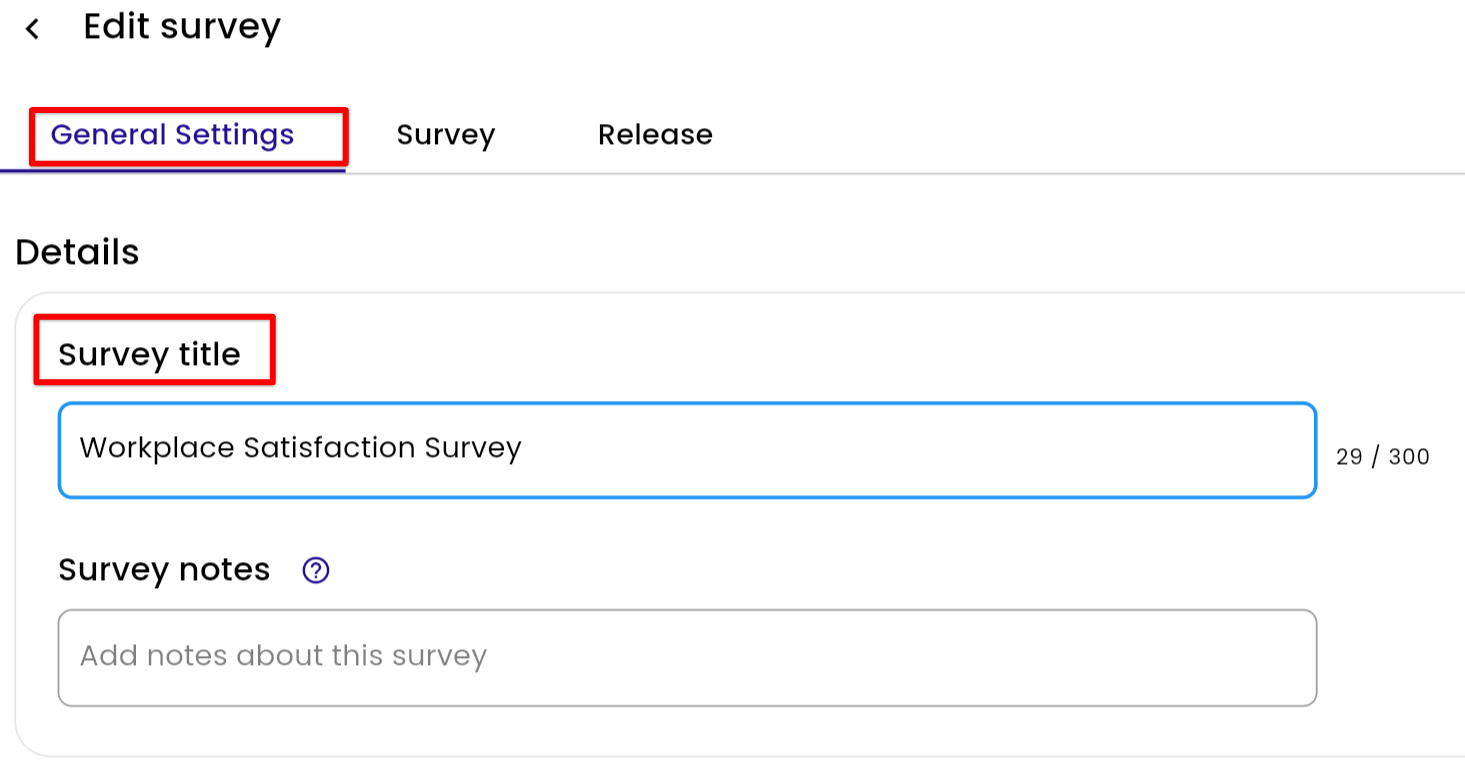 Edit survey
General Settings Survey Release
Details
Survey title
Workplace Satisfaction Survey
29 / 300
Survey notes ?
Add notes about this survey